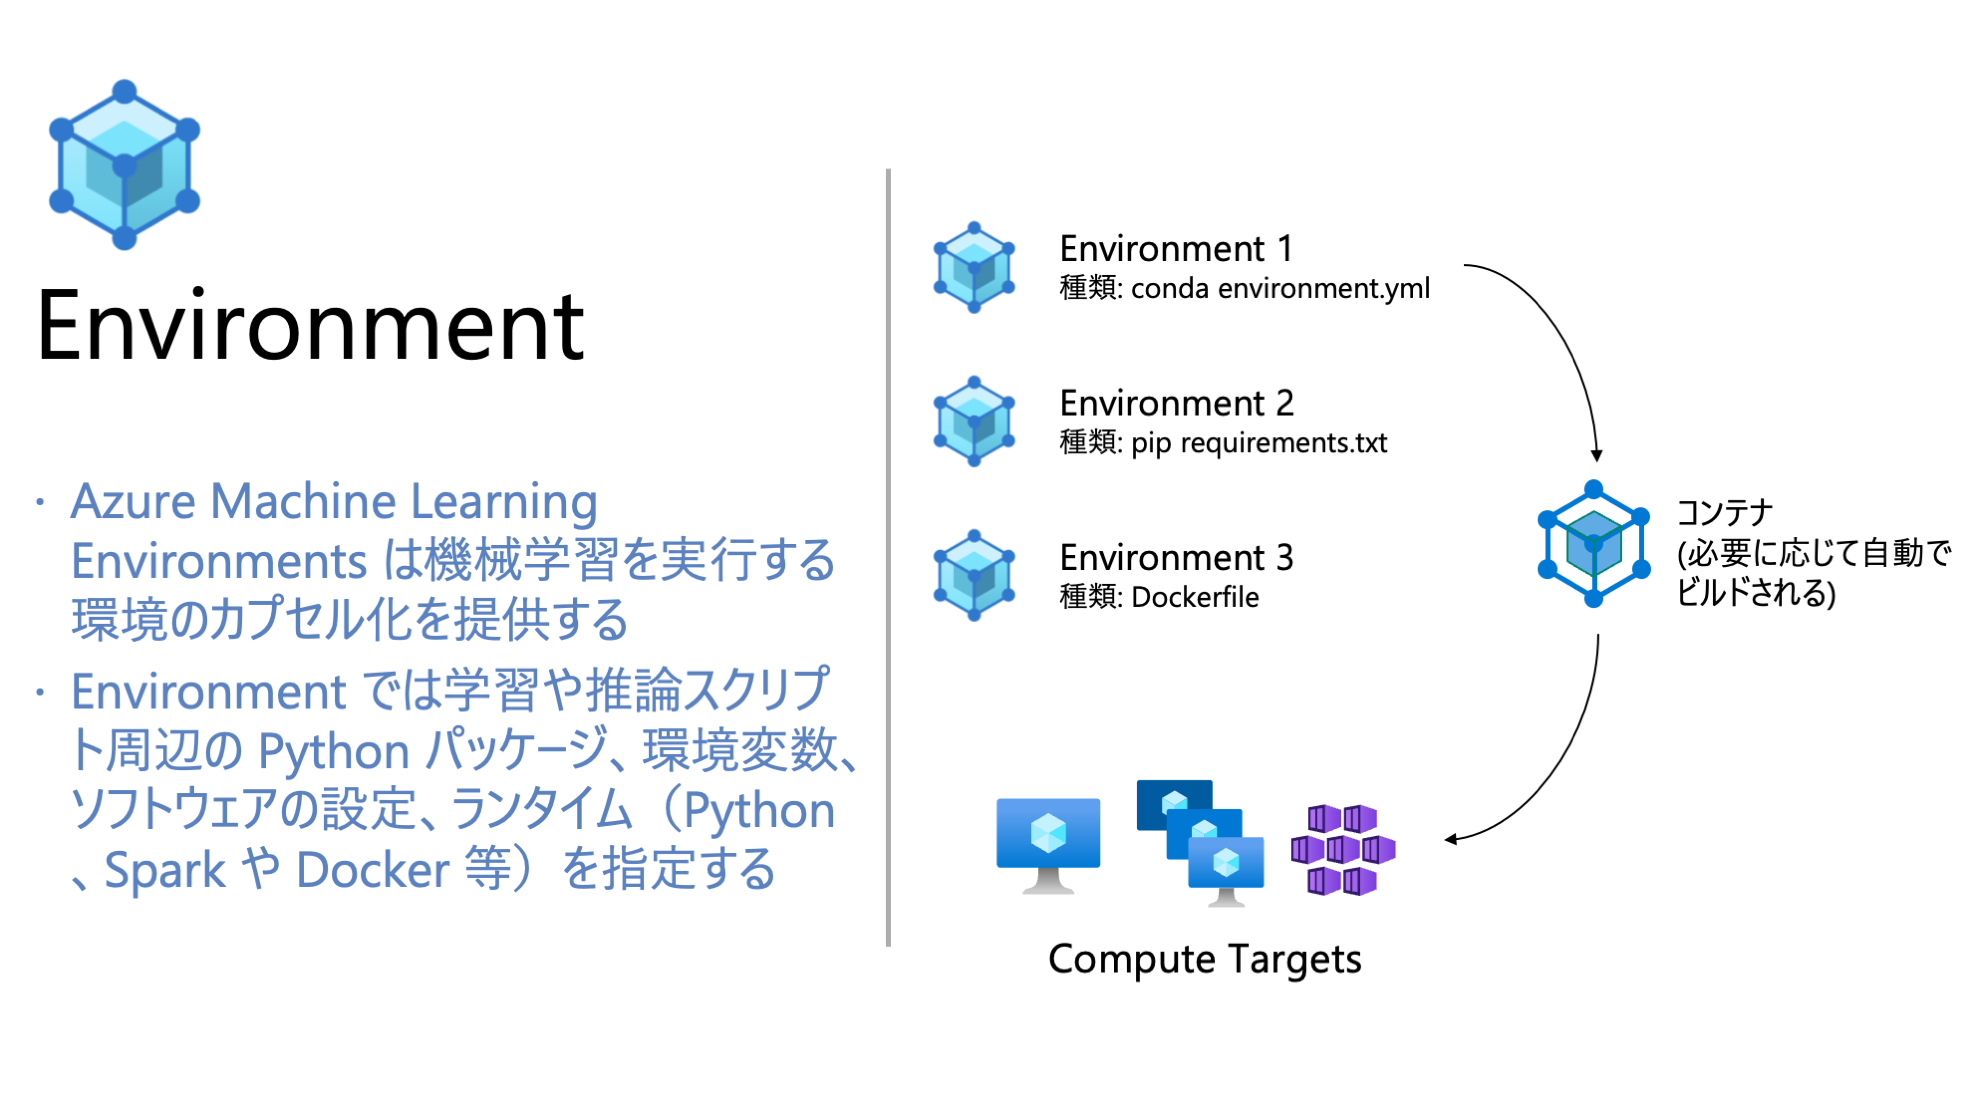 Environment
· Azure Machine Learning
Environments は機械学習を実行する
環境のカプセル化を提供する
· Environment では学習や推論スクリプ
ト周辺の Python パッケージ、環境変数、
ソフトウェアの設定、ランタイム（Python
、Spark や Docker 等）を指定する
Environment 1
種類: conda environment.yml
Environment 2
種類: pip requirements.txt
Environment 3
種類: Dockerfile
コンテナ
(必要に応じて自動で
ビルドされる)
Compute Targets